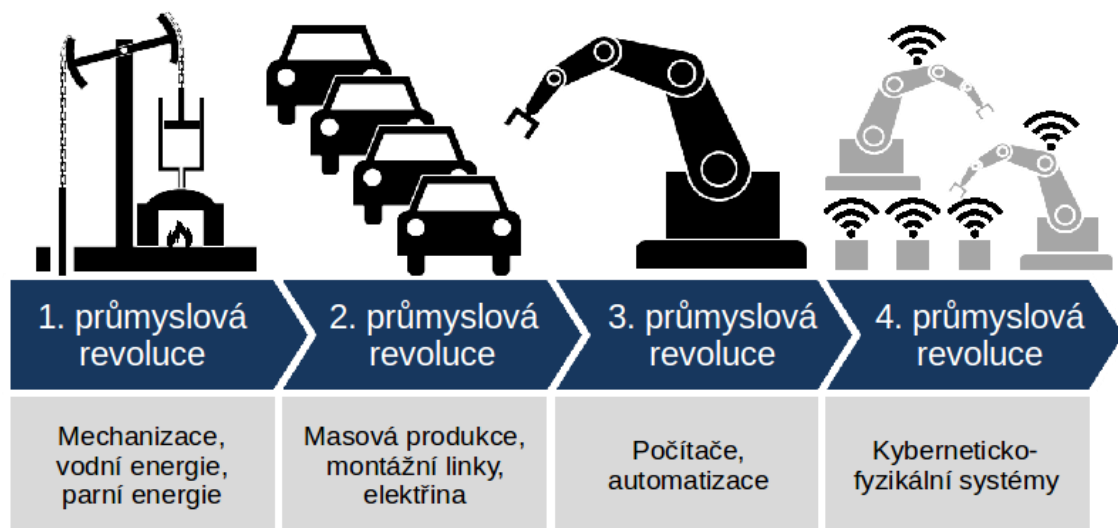 1. průmyslová
revoluce
2. průmyslová
revoluce
3. průmyslová
revoluce
4. průmyslová
revoluce
Mechanizace,
vodní energie,
parní energie
Masová produkce,
montážní linky,
elektřina
Počítače,
automatizace
Kyberneticko-
fyzikální systémy